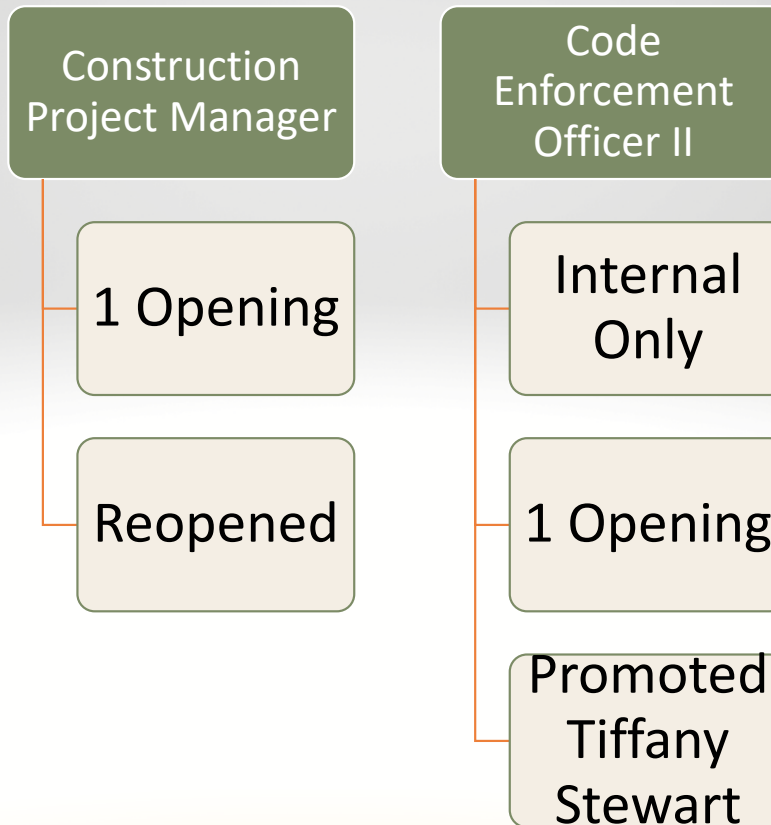 Construction
Project Manager
1 Opening
Reopened
Code
Enforcement
Officer II
Internal
Only
1 Opening
Promoted
Tiffany
Stewart